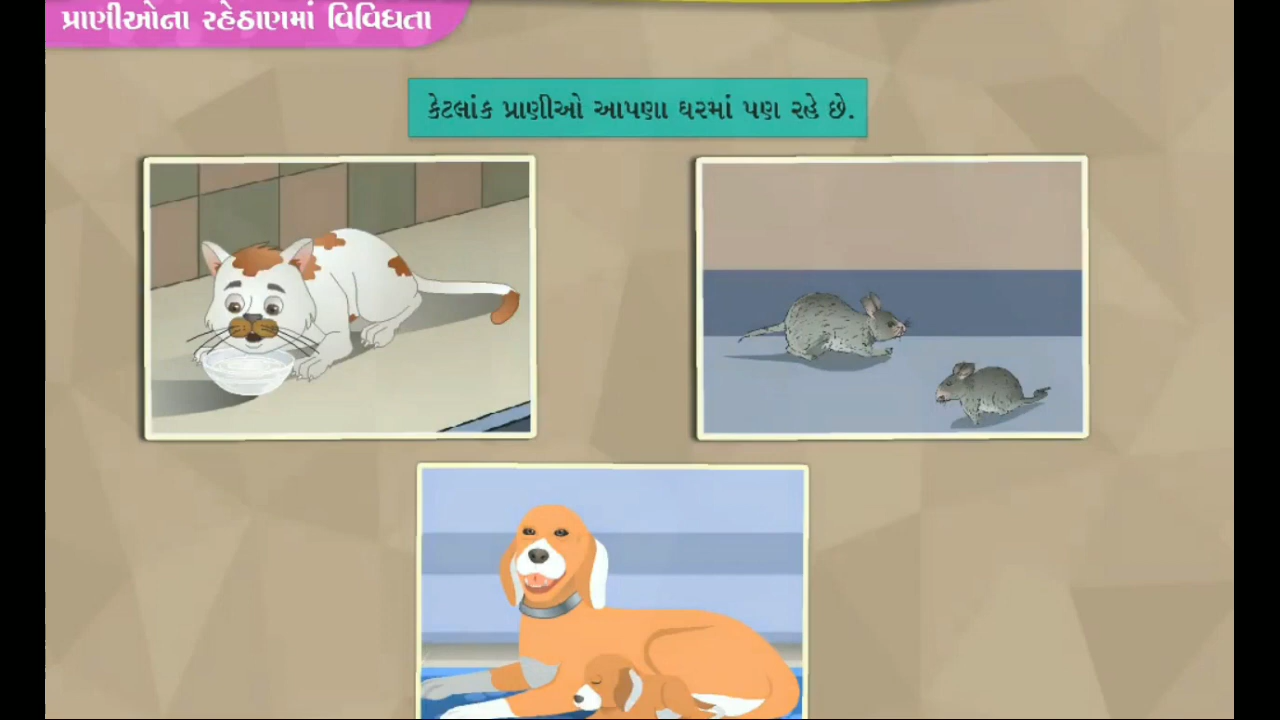 પ્રાણીઓના રહેઠાણમાં વિવિધતા
કેટલાંક પ્રાણીઓ આપણા ઘરમાં પણ રહે છે.